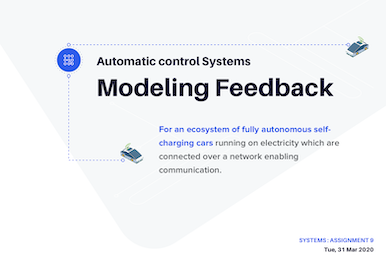 Automatic control Systems
Modeling Feedback
For an ecosystem of fully autonomous self-
charging cars running on electricity which are
connected over a network enabling
communication.
SYSTEMS: ASSIGNMENT 9
Tue, 31 Mar 2020